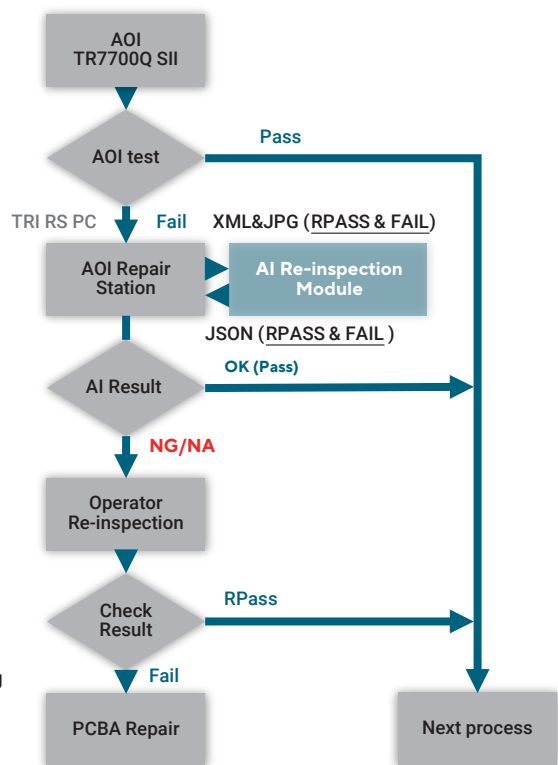 AOI
TR7700Q SII
AOI test
Pass
TRI RS PC
Fail
XML&JPG (RPASS & FAIL)
AOI Repair
Station
AI Re-inspection
Module
JSON (RPASS & FAIL )
AI Result
OK (Pass)
NG/NA
Operator
Re-inspection
Check
Result
RPass
Fail
PCBA Repair
Next process